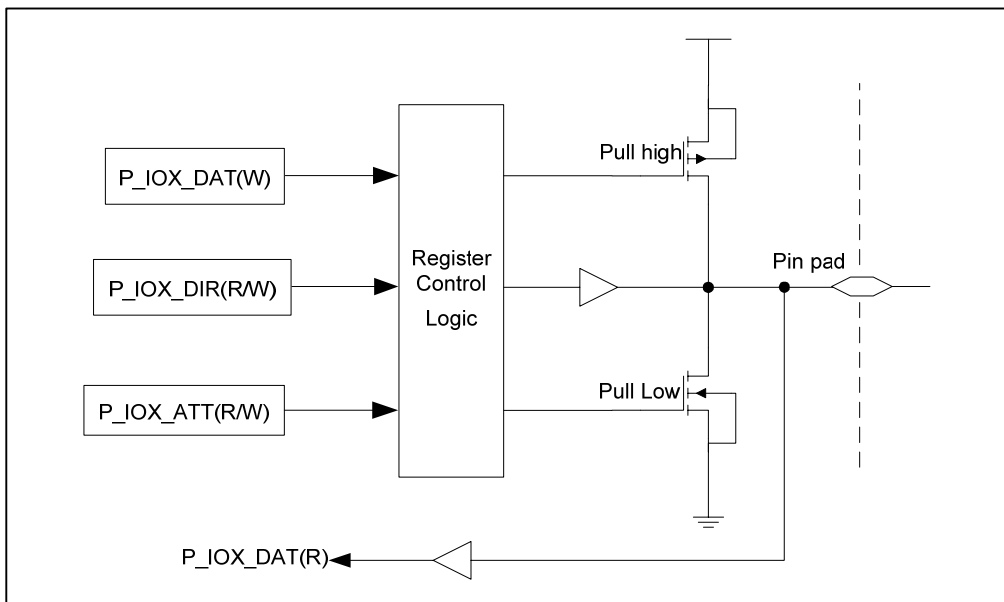 Pull high
P_IOX_DAT(W)
Register
Control
Logic
Pin pad
P_IOX_DIR(R/W)
Pull Low
P_IOX_ATT(R/W)
P_IOX_DAT(R)